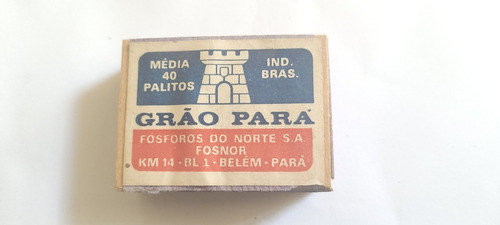 MÉDIA
40
PALITOS
IND.
BRAS.
GRÃO PARÁ
FOSFOROS DO NORTE S.A.
FOSNOR
KM 14 - BL 1 - BELÉM - PARÁ